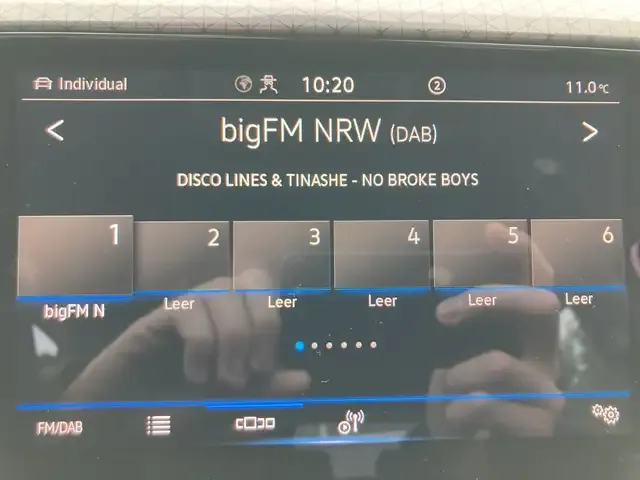 Individual 10:20 2 11.0°C
< bigFM NRW (DAB) >
DISCO LINES & TINASHE - NO BROKE BOYS
1 2 3 4 5 6
bigFM N Leer Leer Leer Leer Leer
FM/DAB